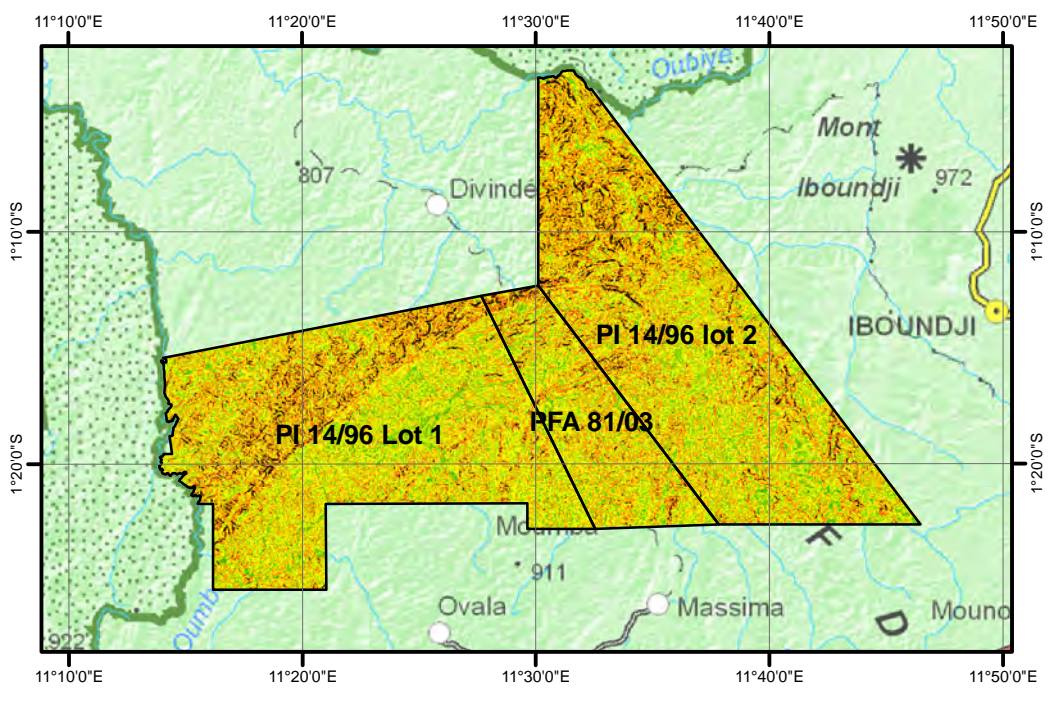 11°10'0"E
11°20'0"E
11°30'0"E
11°40'0"E
11°50'0"E
Oubiye
Mont
Iboundji
807
972
Divindé
1°10'0"S
1°10'0"S
PI 14/96 lot 2
IBOUNDJI
PI 14/96 Lot 1
PFA 81/03
1°20'0"S
1°20'0"S
Moumba
F
911
Ovala
Massima
D
Mouno
Oumb
922
11°10'0"E
11°20'0"E
11°30'0"E
11°40'0"E
11°50'0"E